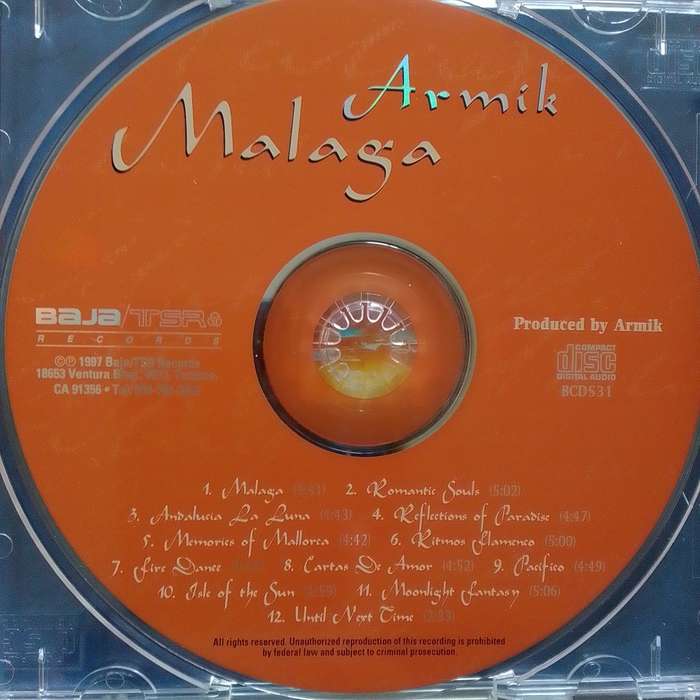 Armik
Malaga
BAJA/TSR
RECORDS
©℗ 1997 Baja/TSR Records
18653 Ventura
CA 91356 •
Produced by Armik
COMPACT
disc
DIGITAL AUDIO
BCD531
1. Malaga 2. Romantic Souls (5:02)
3. Andalucia La Luna (4:43) 4. Reflections of Paradise (4:47)
5. Memories of Mallorca (4:42) 6. Ritmos Flamenco (5:00)
7. Fire Dance 8. Cartas De Amor (4:52) 9. Pacifico (4:49)
10. Isle of the Sun 11. Moonlight Fantasy (5:06)
12. Until Next Time
All rights reserved. Unauthorized reproduction of this recording is prohibited
by federal law and subject to criminal prosecution.